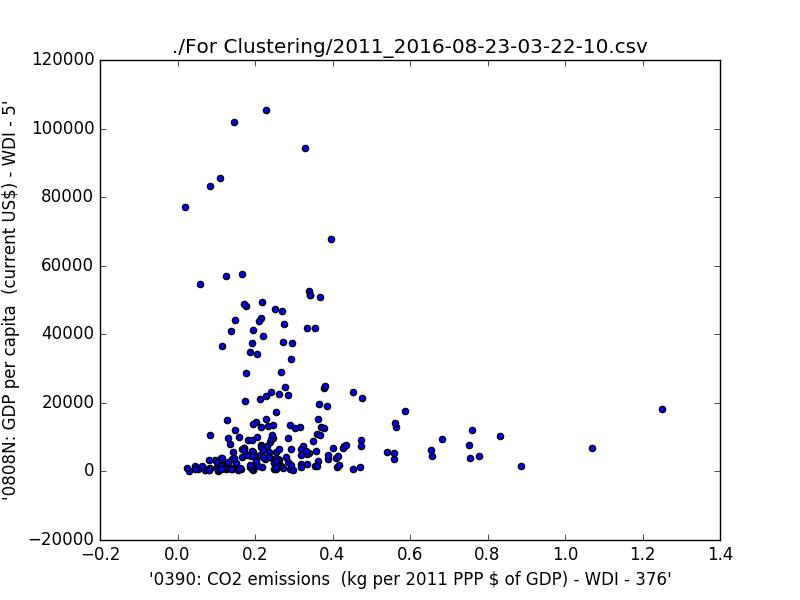 ./For Clustering/2011_2016-08-23-03-22-10.csv
120000
100000
80000
60000
40000
20000
0
−20000
'0808N: GDP per capita  (current US$) - WDI - 5'
−0.2 0.0 0.2 0.4 0.6 0.8 1.0 1.2 1.4
'0390: CO2 emissions  (kg per 2011 PPP $ of GDP) - WDI - 376'